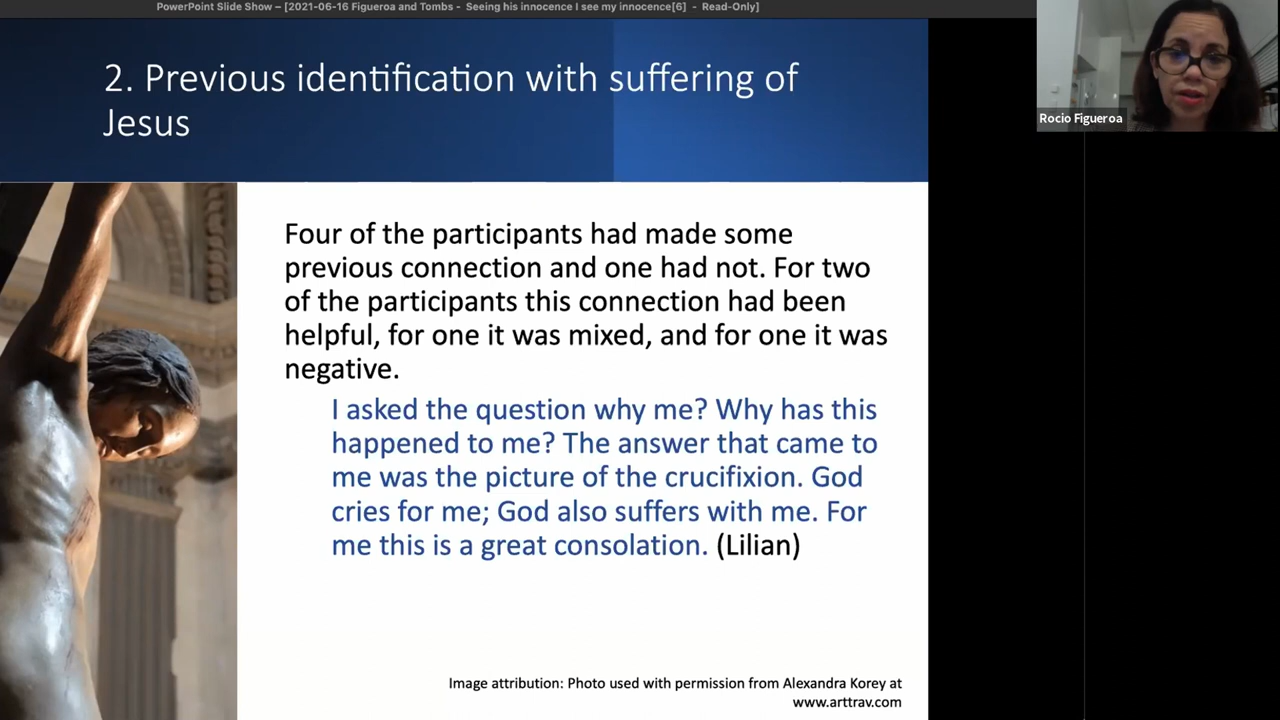 PowerPoint Slide Show – [2021-06-16 Figueroa and Tombs - Seeing his innocence I see my innocence[6] - Read-Only]
Rocio Figueroa
2. Previous identification with suffering of
Jesus
Four of the participants had made some
previous connection and one had not. For two
of the participants this connection had been
helpful, for one it was mixed, and for one it was
negative.
I asked the question why me? Why has this
happened to me? The answer that came to
me was the picture of the crucifixion. God
cries for me; God also suffers with me. For
me this is a great consolation. (Lilian)
Image attribution: Photo used with permission from Alexandra Korey at
www.arttrav.com